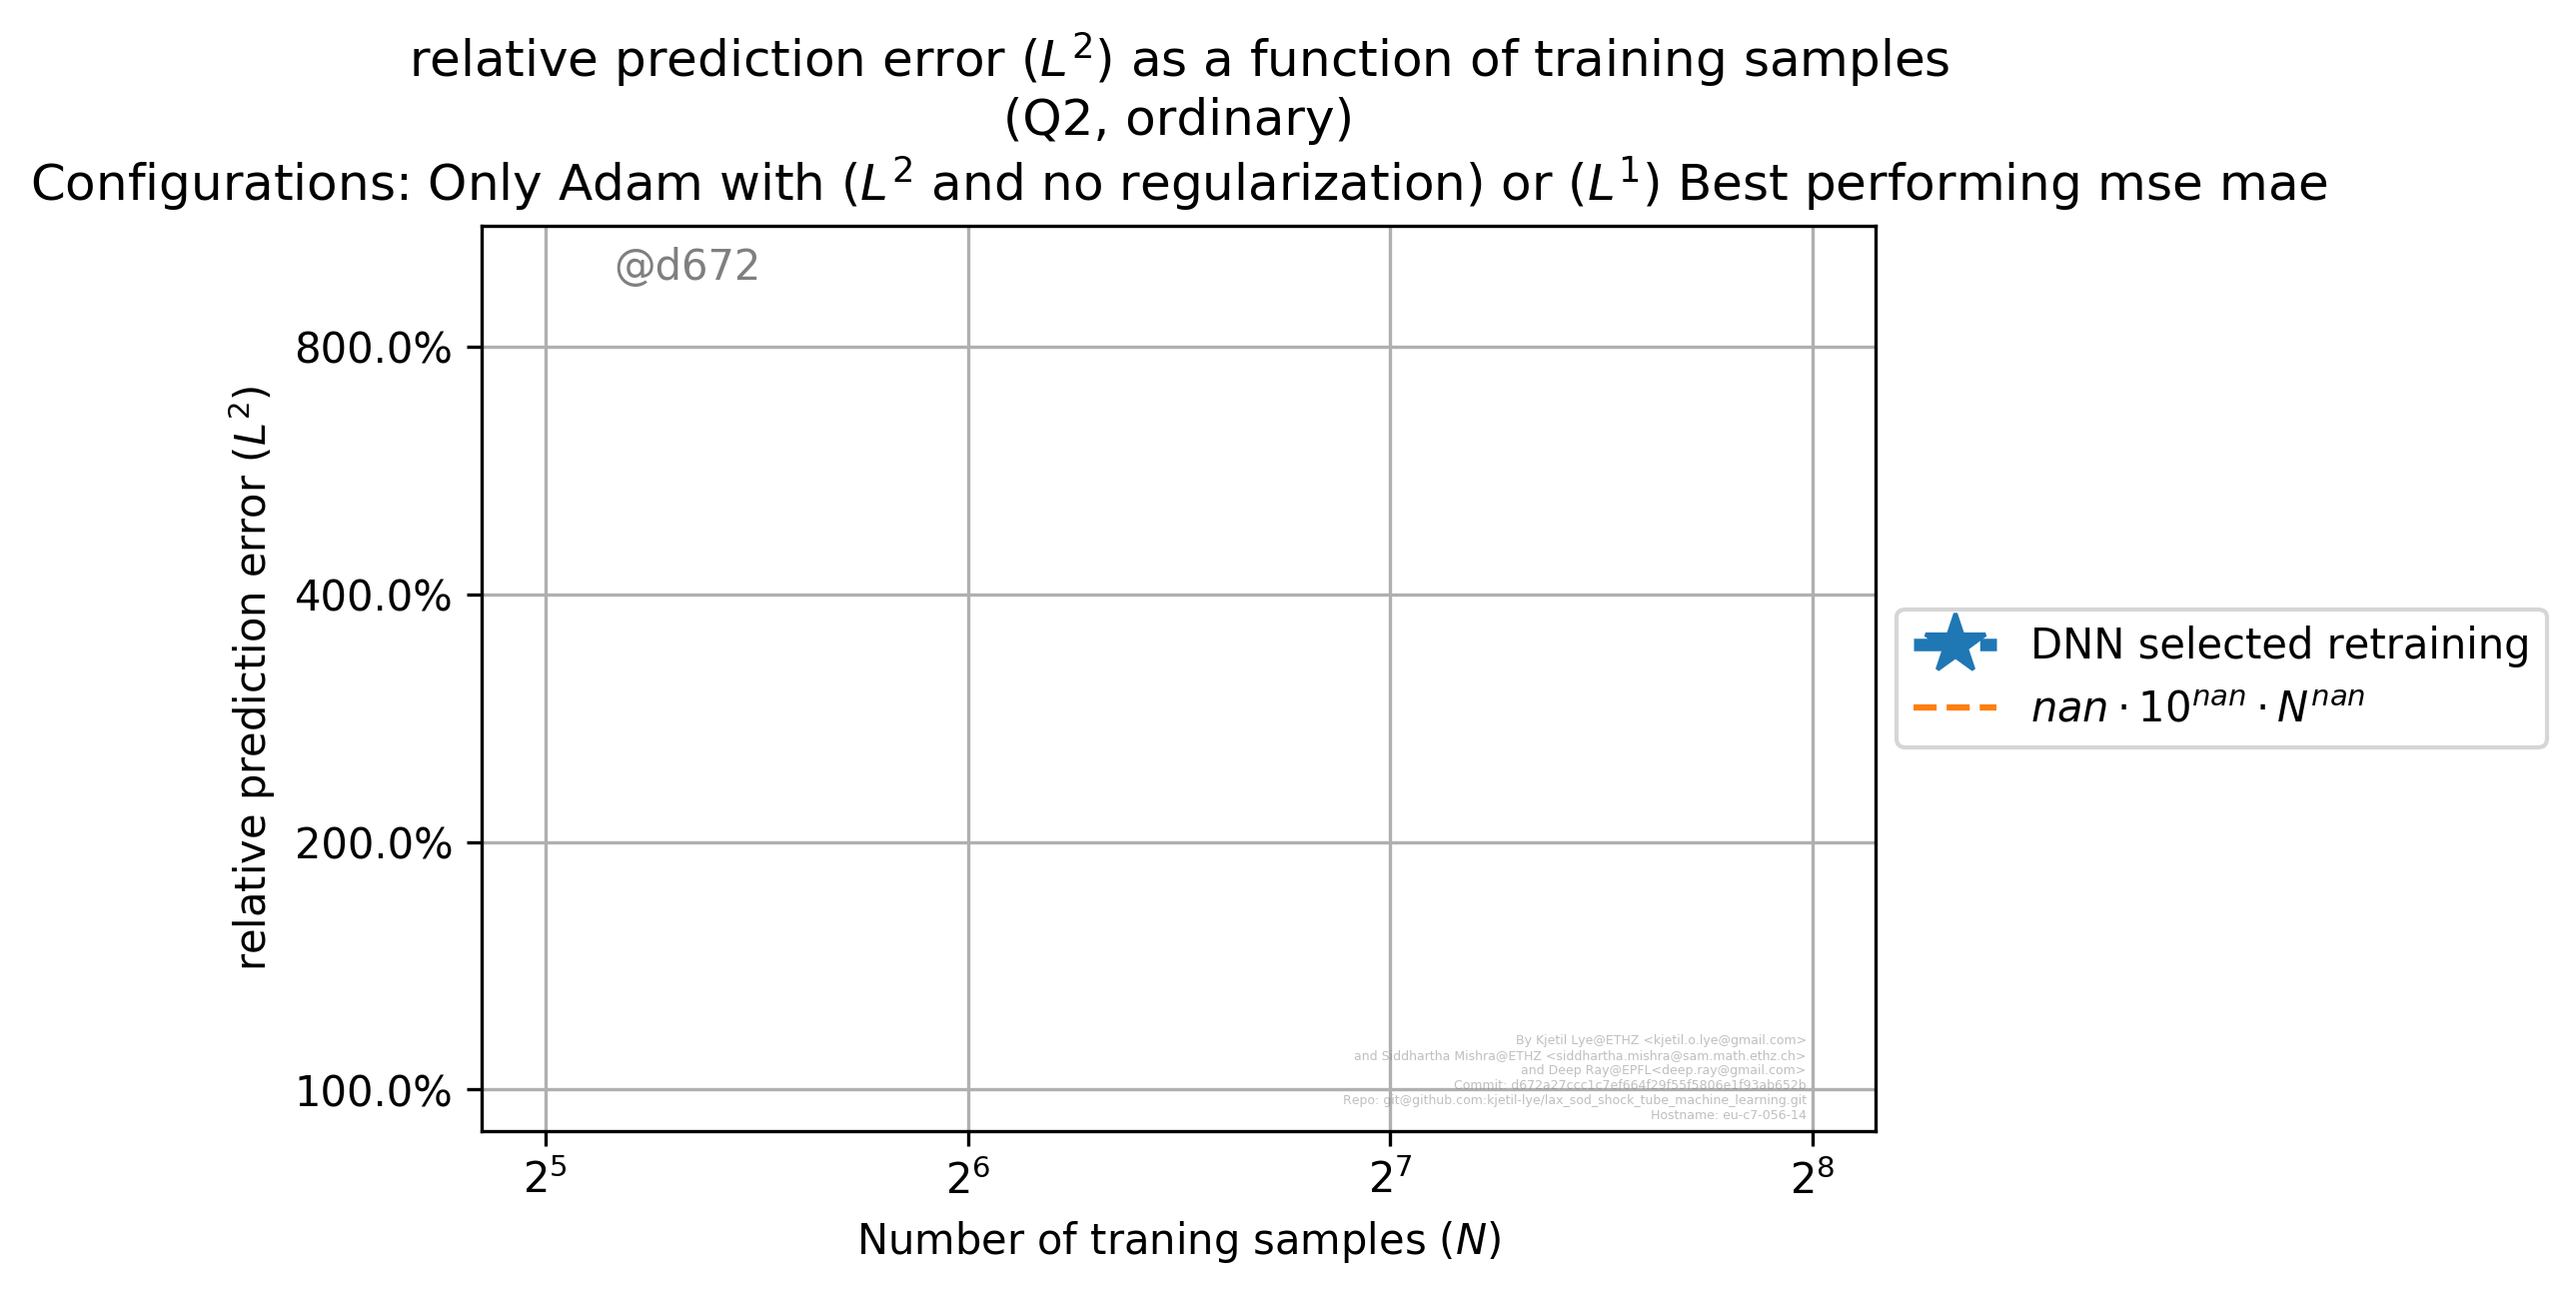 relative prediction error (L²) as a function of training samples
(Q2, ordinary)
Configurations: Only Adam with (L² and no regularization) or (L¹) Best performing mse mae
@d672
800.0%
400.0%
200.0%
100.0%
relative prediction error (L²)
DNN selected retraining
nan · 10^nan · N^nan
By Kjetil Lye@ETHZ <kjetil.o.lye@gmail.com>
and Siddhartha Mishra@ETHZ <siddhartha.mishra@sam.math.ethz.ch>
and Deep Ray@EPFL<deep.ray@gmail.com>
Commit: d672a27ccc1c7ef664f29f55f5806e1f93ab652b
Repo: git@github.com:kjetil-lye/lax_sod_shock_tube_machine_learning.git
Hostname: eu-c7-056-14
2⁵ 2⁶ 2⁷ 2⁸
Number of traning samples (N)